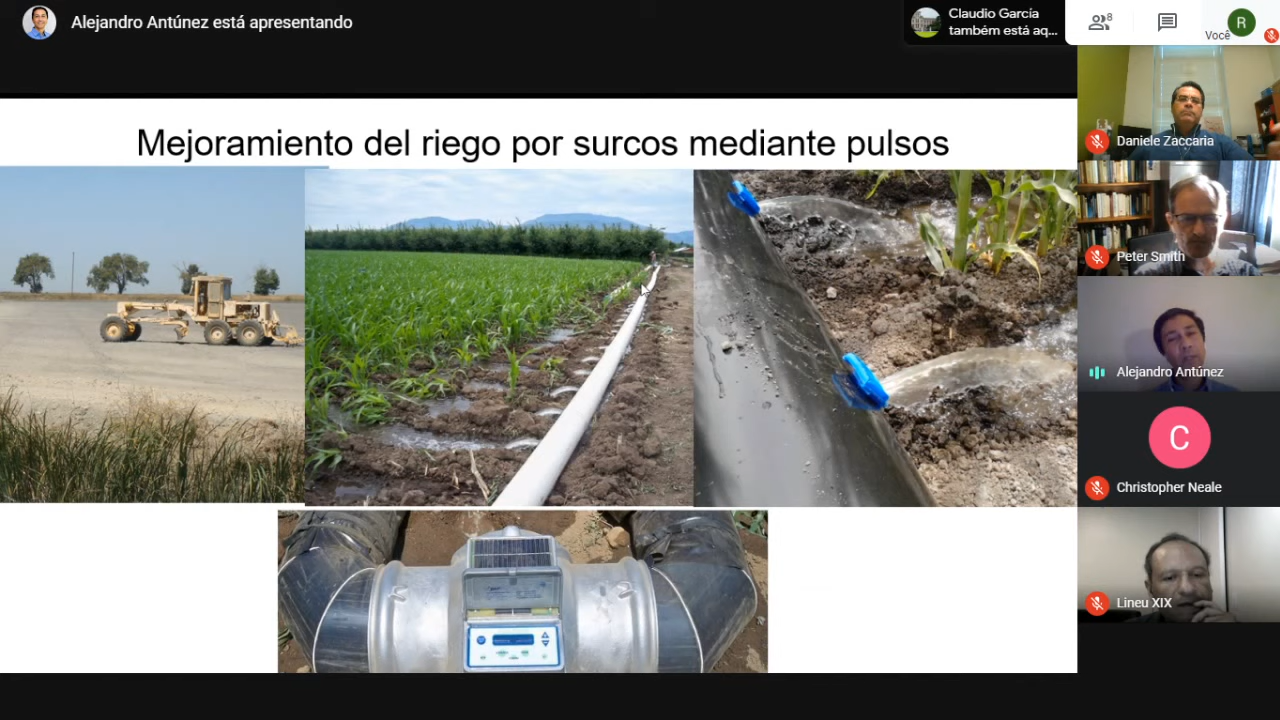 Alejandro Antúnez está apresentando
Claudio García
também está aq...
8
Você
R
Mejoramiento del riego por surcos mediante pulsos
Daniele Zaccaria
Peter Smith
Alejandro Antúnez
C
Christopher Neale
Lineu XIX